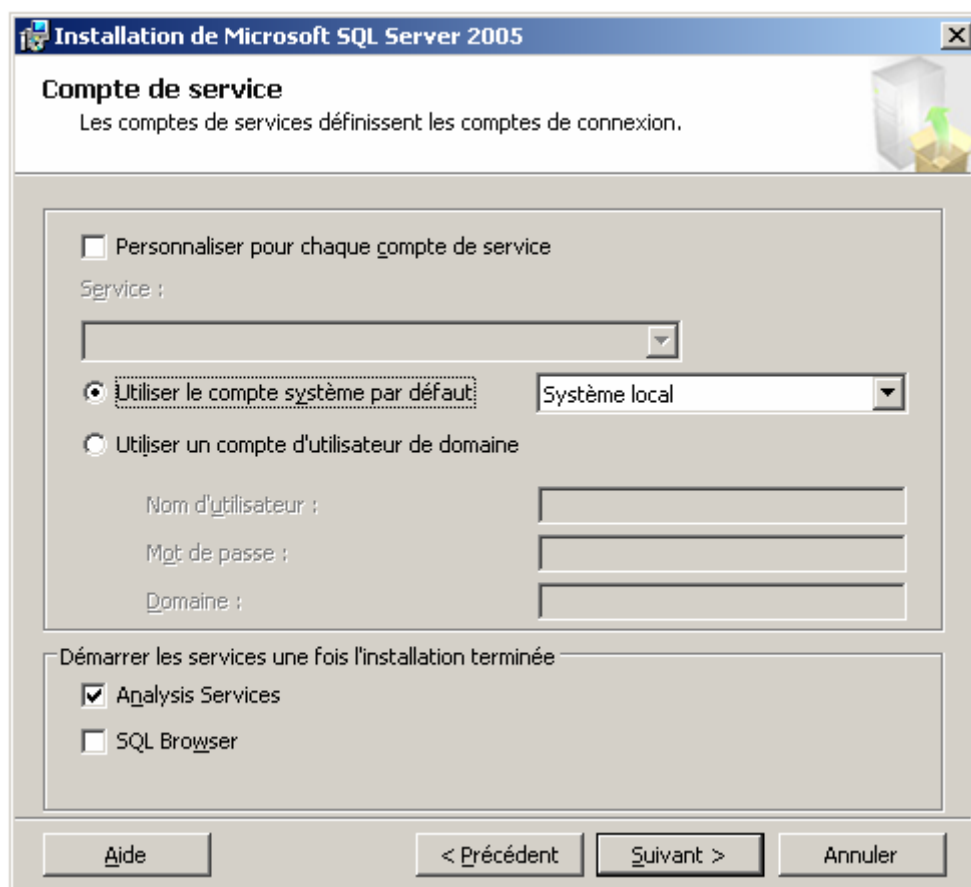 Installation de Microsoft SQL Server 2005
Compte de service
Les comptes de services définissent les comptes de connexion.
Personnaliser pour chaque compte de service
Service :
Utiliser le compte système par défaut
Système local
Utiliser un compte d'utilisateur de domaine
Nom d'utilisateur :
Mot de passe :
Domaine :
Démarrer les services une fois l'installation terminée
Analysis Services
SQL Browser
Aide
< Précédent
Suivant >
Annuler